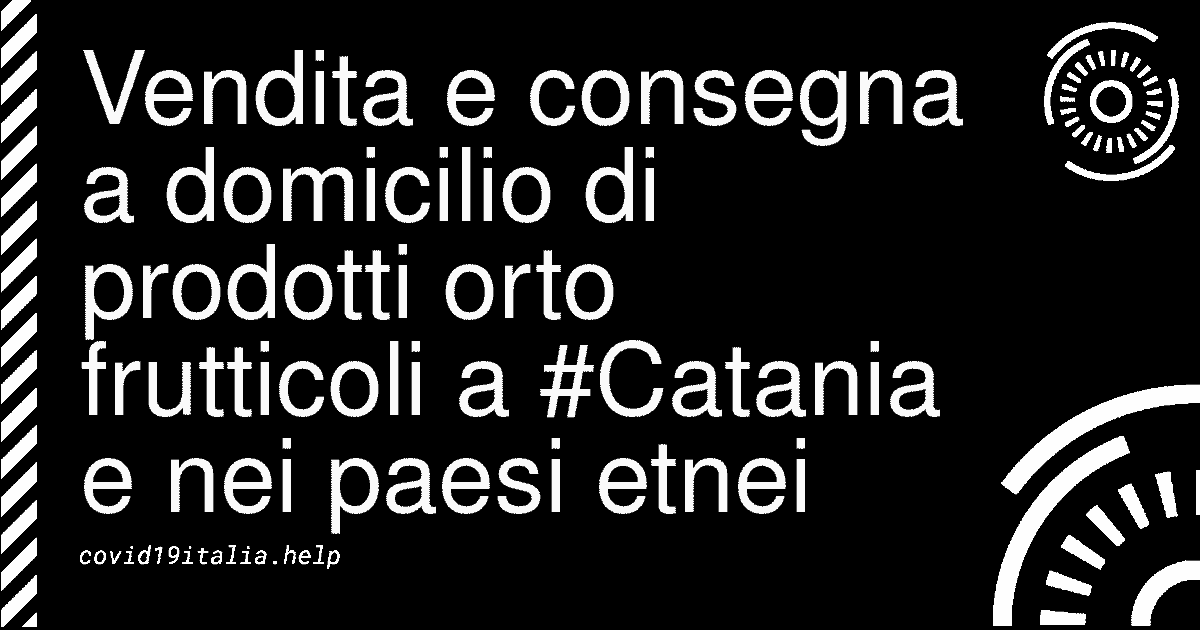 Vendita e consegna
a domicilio di
prodotti orto
frutticoli a #Catania
e nei paesi etnei
covid19italia.help